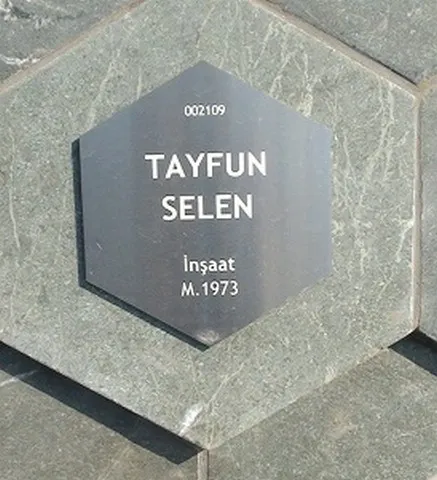 002109
TAYFUN
SELEN
İnşaat
M.1973